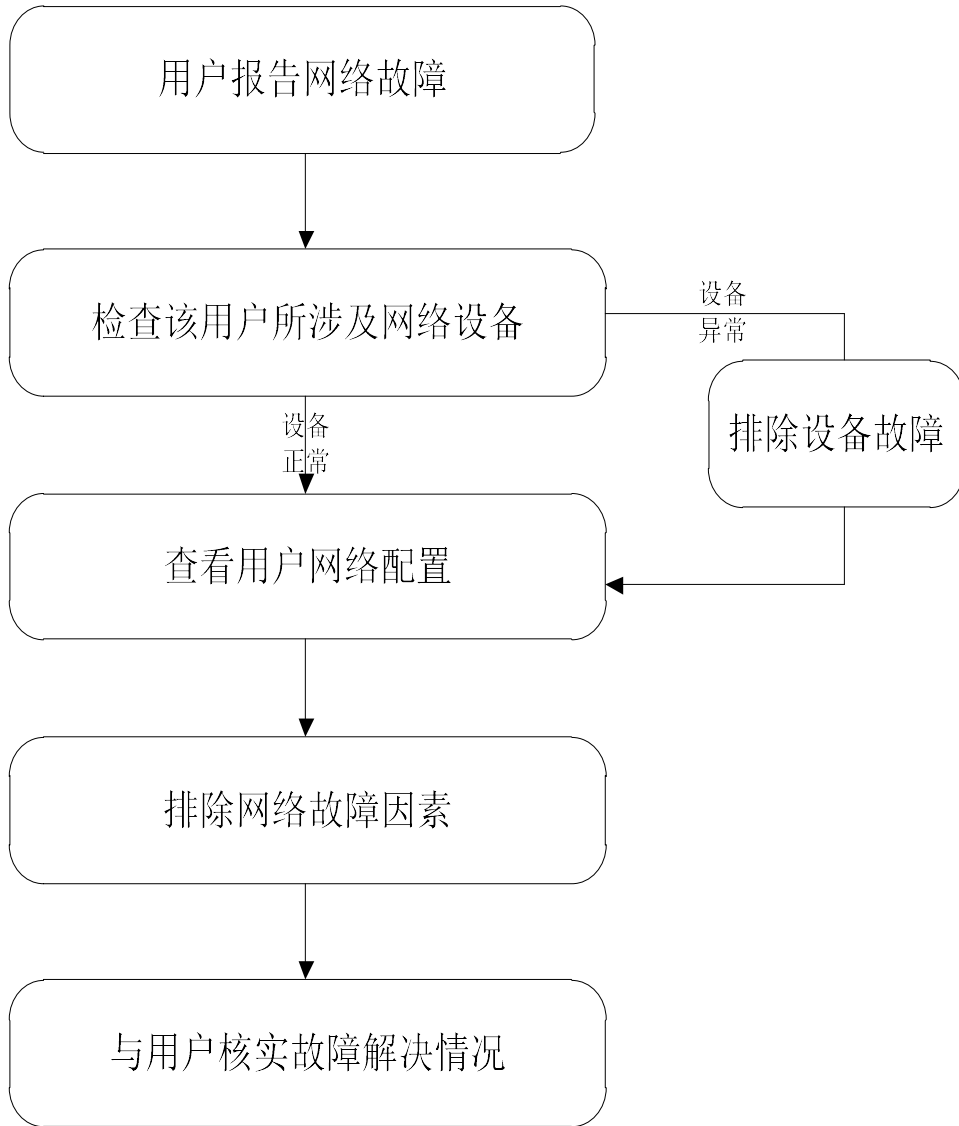 用户报告网络故障
检查该用户所涉及网络设备
设备
异常
排除设备故障
设备
正常
查看用户网络配置
排除网络故障因素
与用户核实故障解决情况